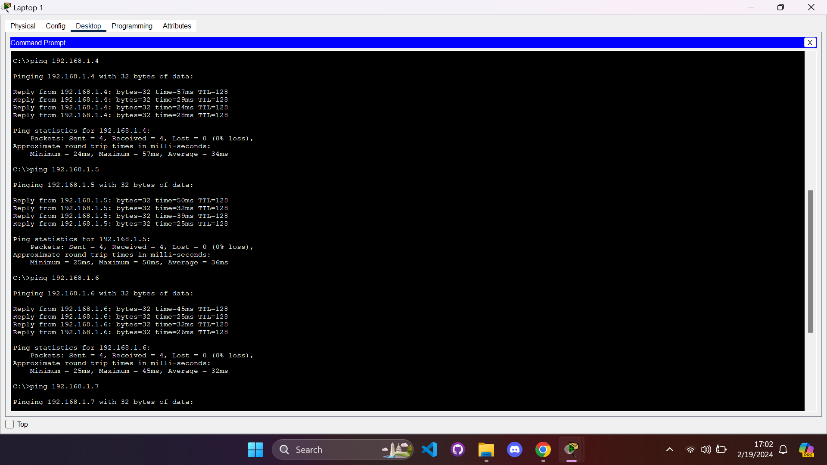 Laptop 1
Physical Config Desktop Programming Attributes
Command Prompt
X
C:\>ping 192.168.1.4
Pinging 192.168.1.4 with 32 bytes of data:
Reply from 192.168.1.4: bytes=32 time=57ms TTL=128
Reply from 192.168.1.4: bytes=32 time=29ms TTL=128
Reply from 192.168.1.4: bytes=32 time=24ms TTL=128
Reply from 192.168.1.4: bytes=32 time=28ms TTL=128
Ping statistics for 192.168.1.4:
Packets: Sent = 4, Received = 4, Lost = 0 (0% loss),
Approximate round trip times in milli-seconds:
Minimum = 24ms, Maximum = 57ms, Average = 34ms
C:\>ping 192.168.1.5
Pinging 192.168.1.5 with 32 bytes of data:
Reply from 192.168.1.5: bytes=32 time=50ms TTL=128
Reply from 192.168.1.5: bytes=32 time=32ms TTL=128
Reply from 192.168.1.5: bytes=32 time=39ms TTL=128
Reply from 192.168.1.5: bytes=32 time=25ms TTL=128
Ping statistics for 192.168.1.5:
Packets: Sent = 4, Received = 4, Lost = 0 (0% loss),
Approximate round trip times in milli-seconds:
Minimum = 25ms, Maximum = 50ms, Average = 36ms
C:\>ping 192.168.1.6
Pinging 192.168.1.6 with 32 bytes of data:
Reply from 192.168.1.6: bytes=32 time=45ms TTL=128
Reply from 192.168.1.6: bytes=32 time=25ms TTL=128
Reply from 192.168.1.6: bytes=32 time=32ms TTL=128
Reply from 192.168.1.6: bytes=32 time=26ms TTL=128
Ping statistics for 192.168.1.6:
Packets: Sent = 4, Received = 4, Lost = 0 (0% loss),
Approximate round trip times in milli-seconds:
Minimum = 25ms, Maximum = 45ms, Average = 32ms
C:\>ping 192.168.1.7
Pinging 192.168.1.7 with 32 bytes of data:
Top
Search
17:02
2/19/2024